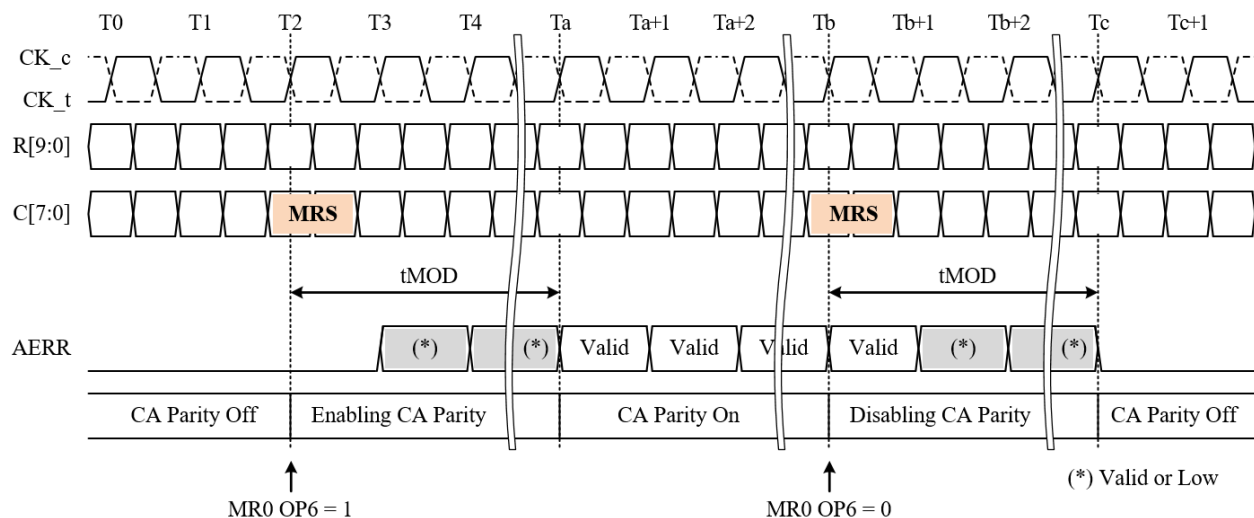 T0 T1 T2 T3 T4 Ta Ta+1 Ta+2 Tb Tb+1 Tb+2 Tc Tc+1
CK_c
CK_t
R[9:0]
C[7:0] MRS MRS
tMOD tMOD
AERR (*) (*) Valid Valid Valid Valid (*) (*)
CA Parity Off Enabling CA Parity CA Parity On Disabling CA Parity CA Parity Off
(*) Valid or Low
MR0 OP6 = 1 MR0 OP6 = 0